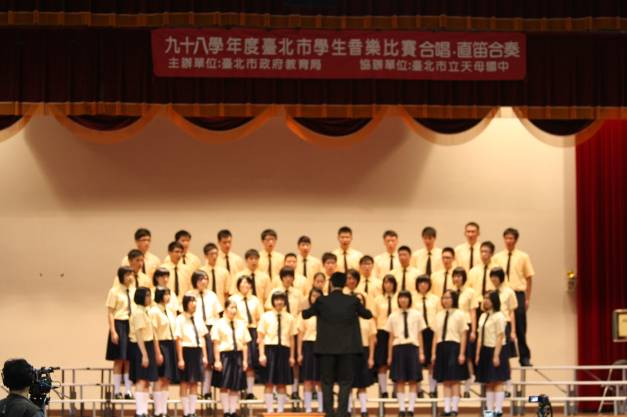 九十八學年度臺北市學生音樂比賽合唱.直笛合奏
主辦單位:臺北市政府教育局 協辦單位:臺北市立天母國中